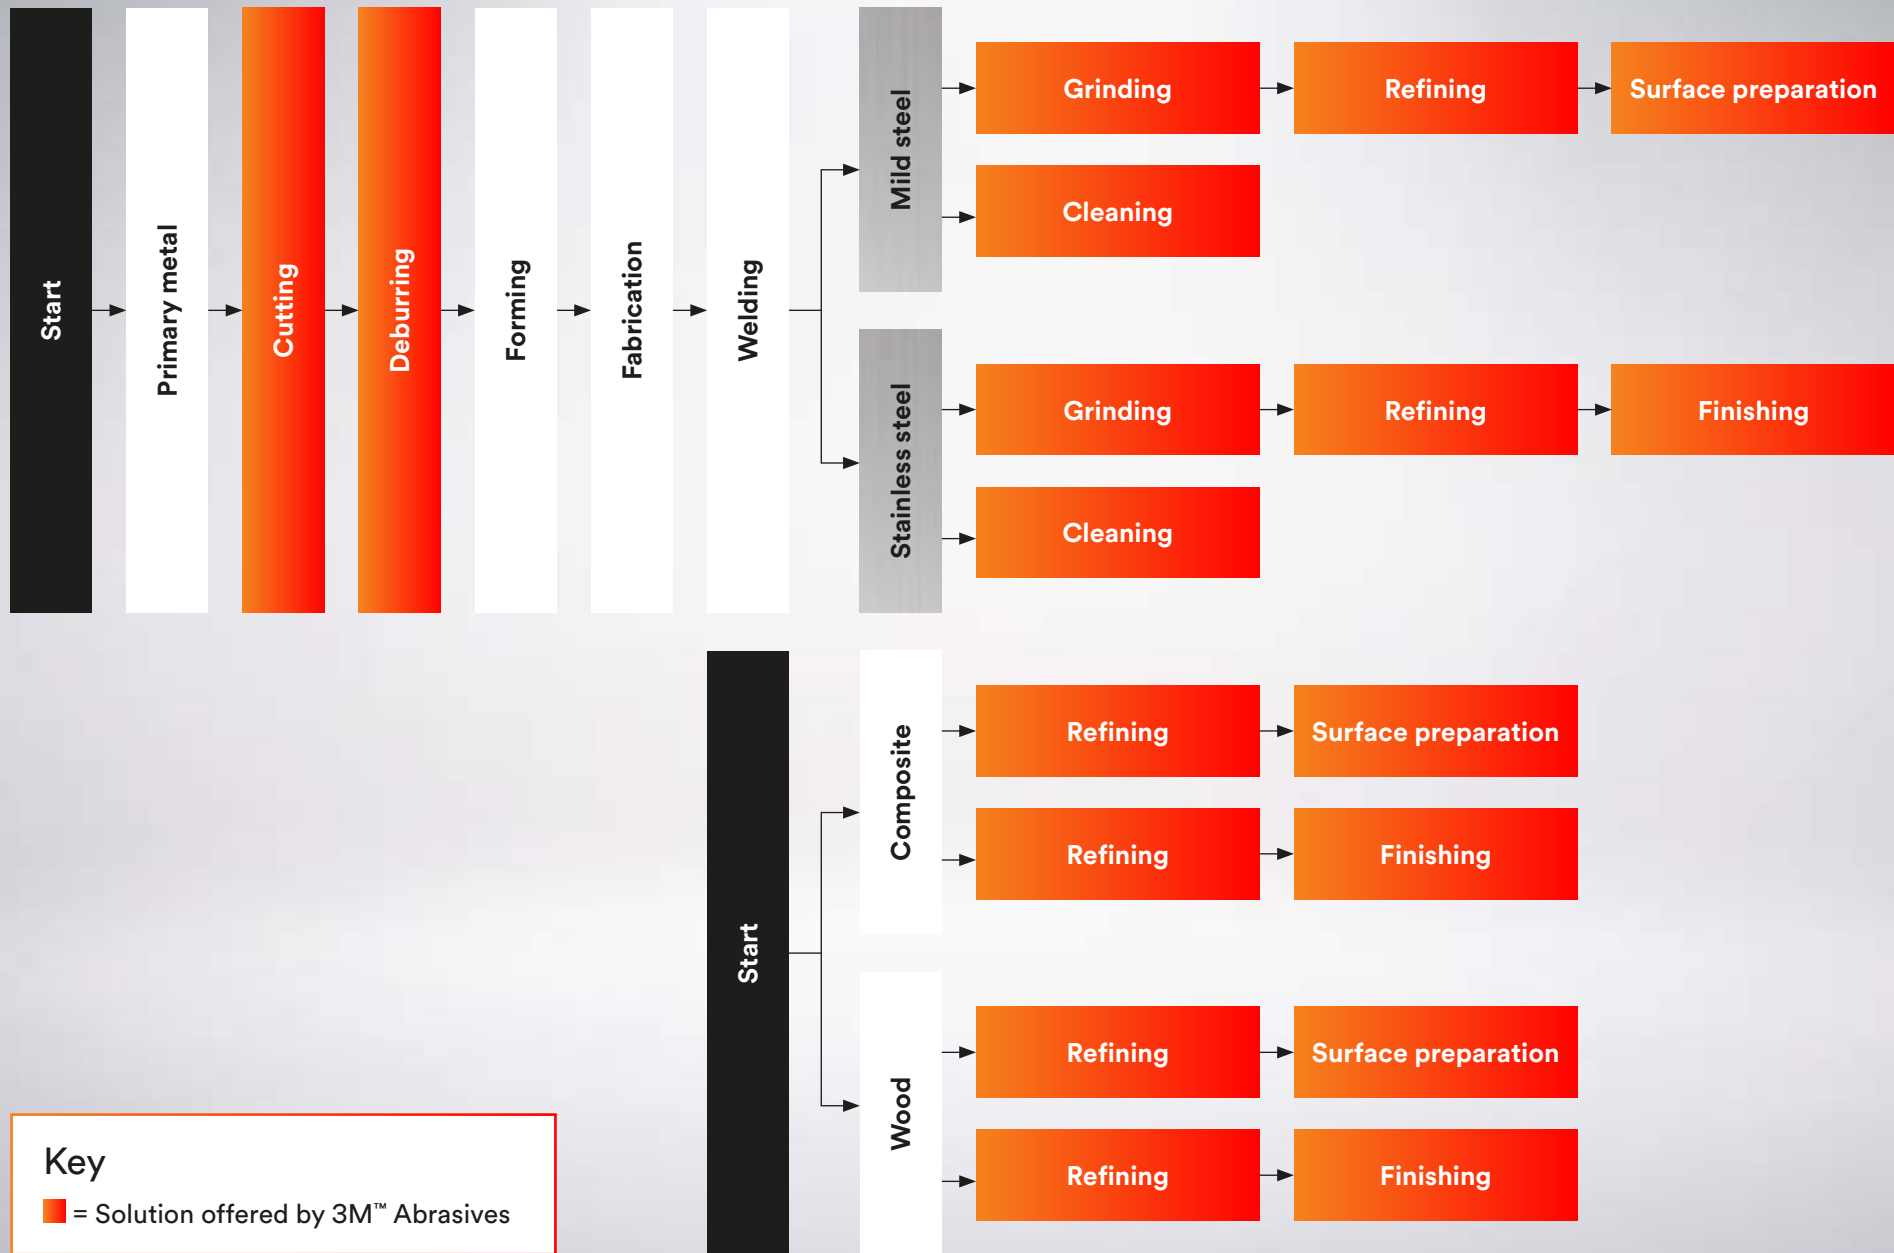 Start
Primary metal
Cutting
Deburring
Forming
Fabrication
Welding
Mild steel
Grinding
Refining
Surface preparation
Cleaning
Stainless steel
Grinding
Refining
Finishing
Cleaning
Start
Composite
Refining
Surface preparation
Refining
Finishing
Wood
Refining
Surface preparation
Refining
Finishing
Key
= Solution offered by 3M™ Abrasives